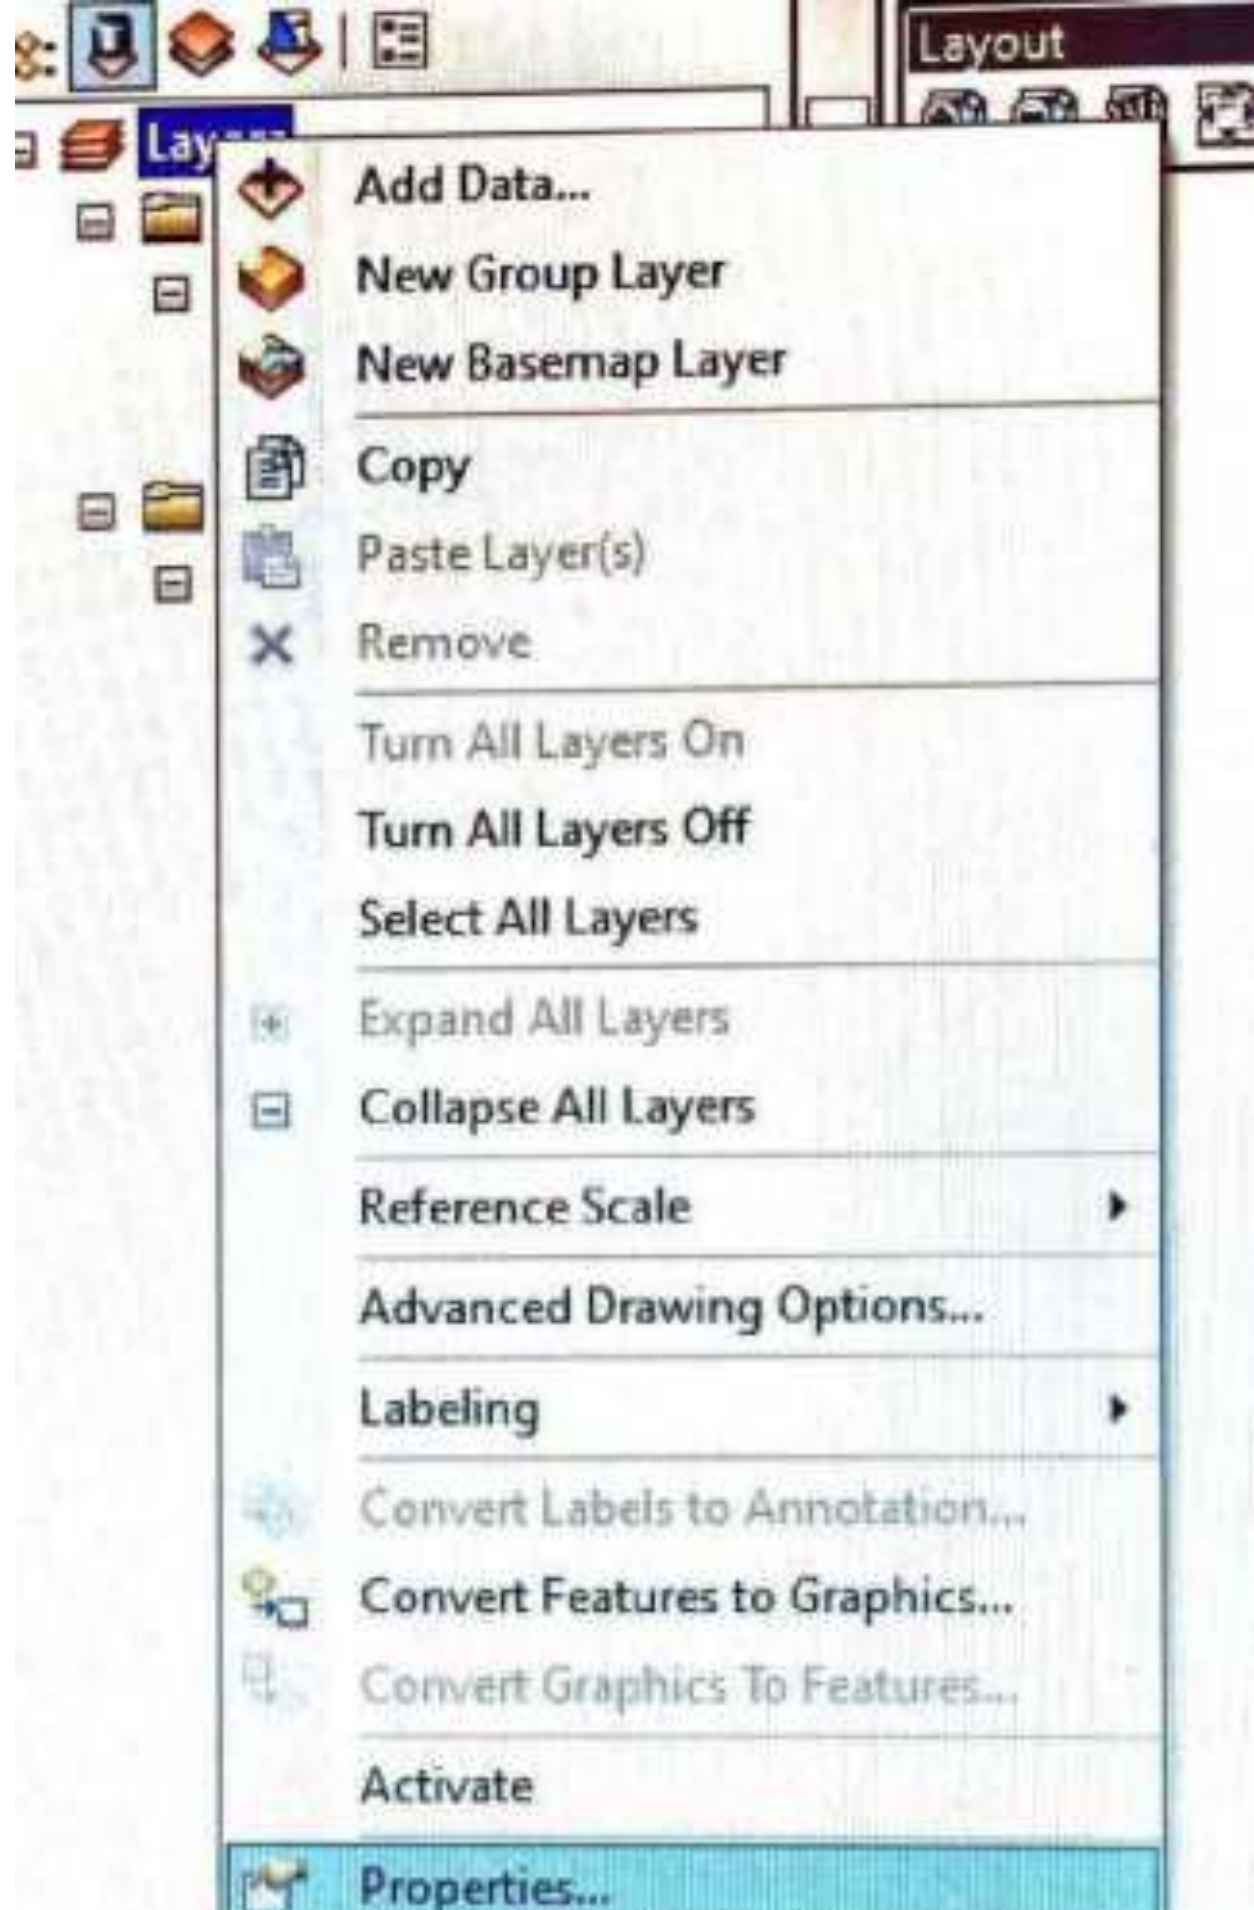 Layout
Layers
Add Data...
New Group Layer
New Basemap Layer
Copy
Paste Layer(s)
Remove
Turn All Layers On
Turn All Layers Off
Select All Layers
Expand All Layers
Collapse All Layers
Reference Scale
Advanced Drawing Options...
Labeling
Convert Labels to Annotation...
Convert Features to Graphics...
Convert Graphics To Features...
Activate
Properties...